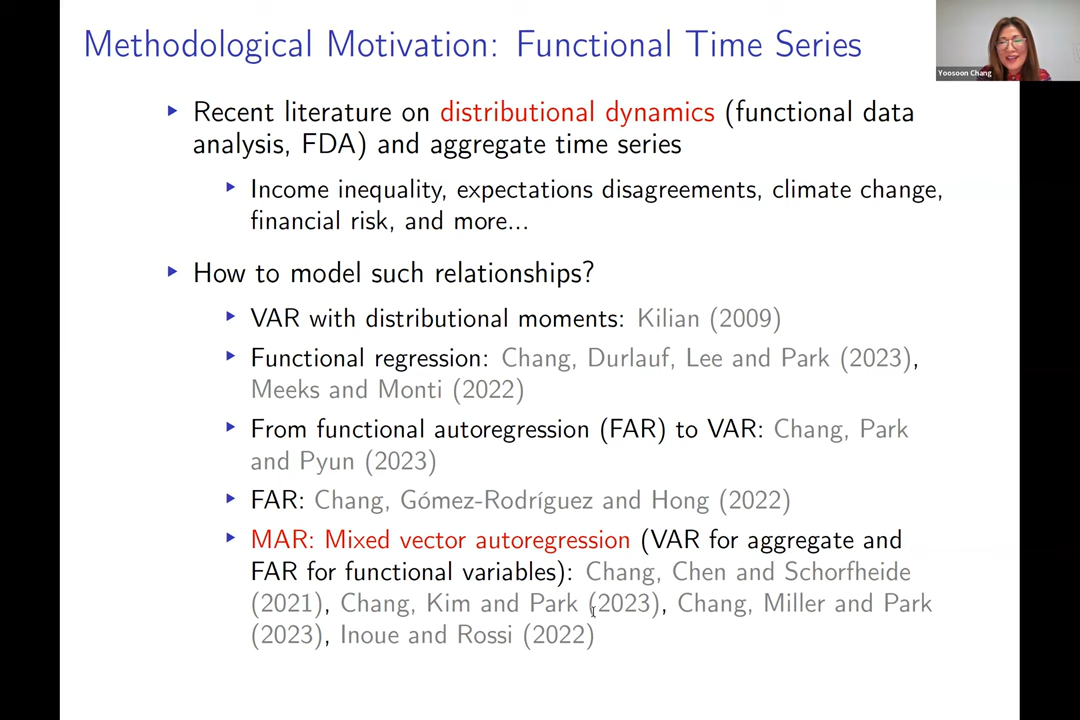 Methodological Motivation: Functional Time Series
Yoosoon Chang
Recent literature on distributional dynamics (functional data
analysis, FDA) and aggregate time series
Income inequality, expectations disagreements, climate change,
financial risk, and more...
How to model such relationships?
VAR with distributional moments: Kilian (2009)
Functional regression: Chang, Durlauf, Lee and Park (2023),
Meeks and Monti (2022)
From functional autoregression (FAR) to VAR: Chang, Park
and Pyun (2023)
FAR: Chang, Gómez-Rodríguez and Hong (2022)
MAR: Mixed vector autoregression (VAR for aggregate and
FAR for functional variables): Chang, Chen and Schorfheide
(2021), Chang, Kim and Park (2023), Chang, Miller and Park
(2023), Inoue and Rossi (2022)